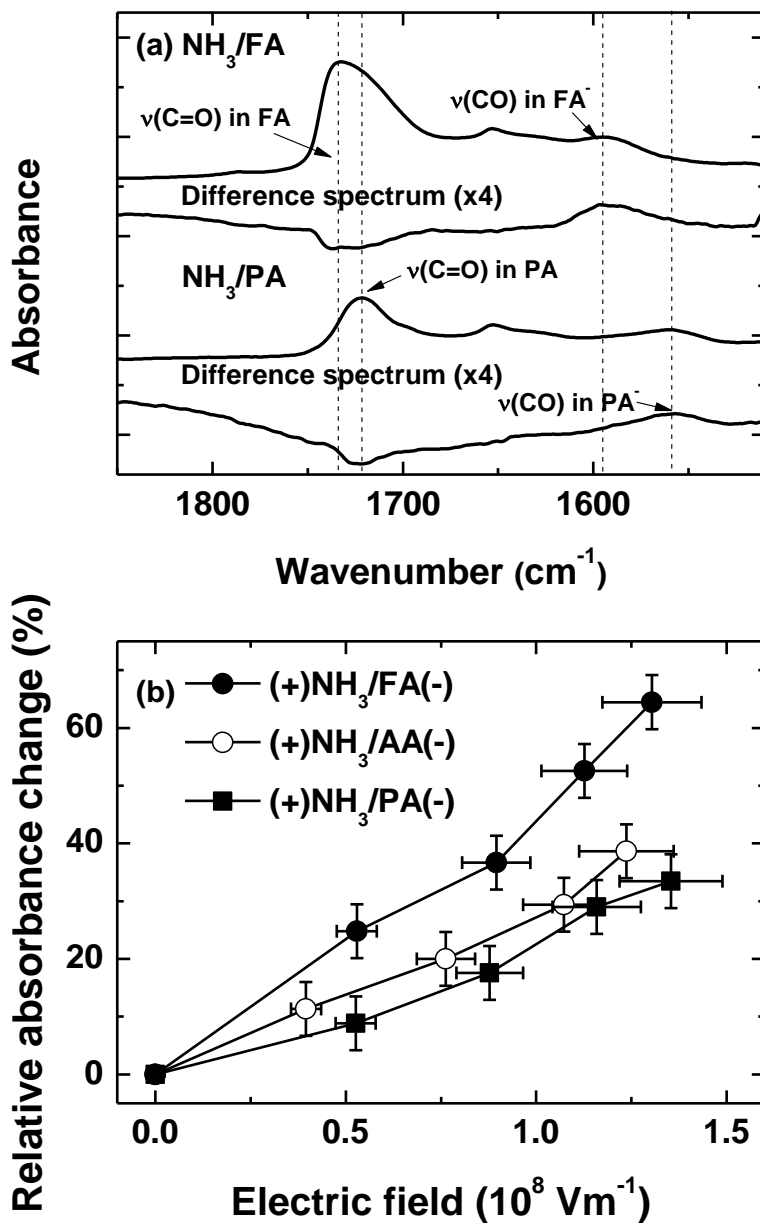 (a) NH₃/FA
ν(C=O) in FA
ν(CO) in FA⁻
Difference spectrum (x4)
NH₃/PA
ν(C=O) in PA
Difference spectrum (x4)
ν(CO) in PA⁻
Absorbance
1800 1700 1600
Wavenumber (cm⁻¹)
Relative absorbance change (%)
(b)
(+)NH₃/FA(-)
(+)NH₃/AA(-)
(+)NH₃/PA(-)
60
40
20
0
0.0 0.5 1.0 1.5
Electric field (10⁸ Vm⁻¹)